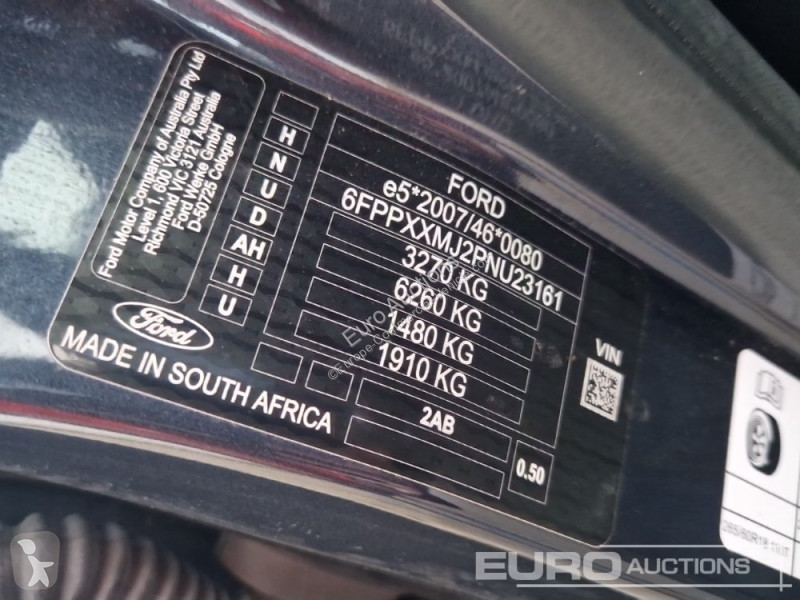 Ford Motor Company of Australia Pty Ltd
Level 1, 600 Victoria Street
Richmond VIC 3121 Australia
Ford Werke GmbH
D-50725 Cologne
H
N
U
D
AH
H
U
FORD
e5*2007/46*0080
6FPPXXMJ2PNU23161
3270 KG
6260 KG
1480 KG
1910 KG
VIN
Ford
MADE IN SOUTH AFRICA
2AB
0.50
Euro Auctions
EURO AUCTIONS